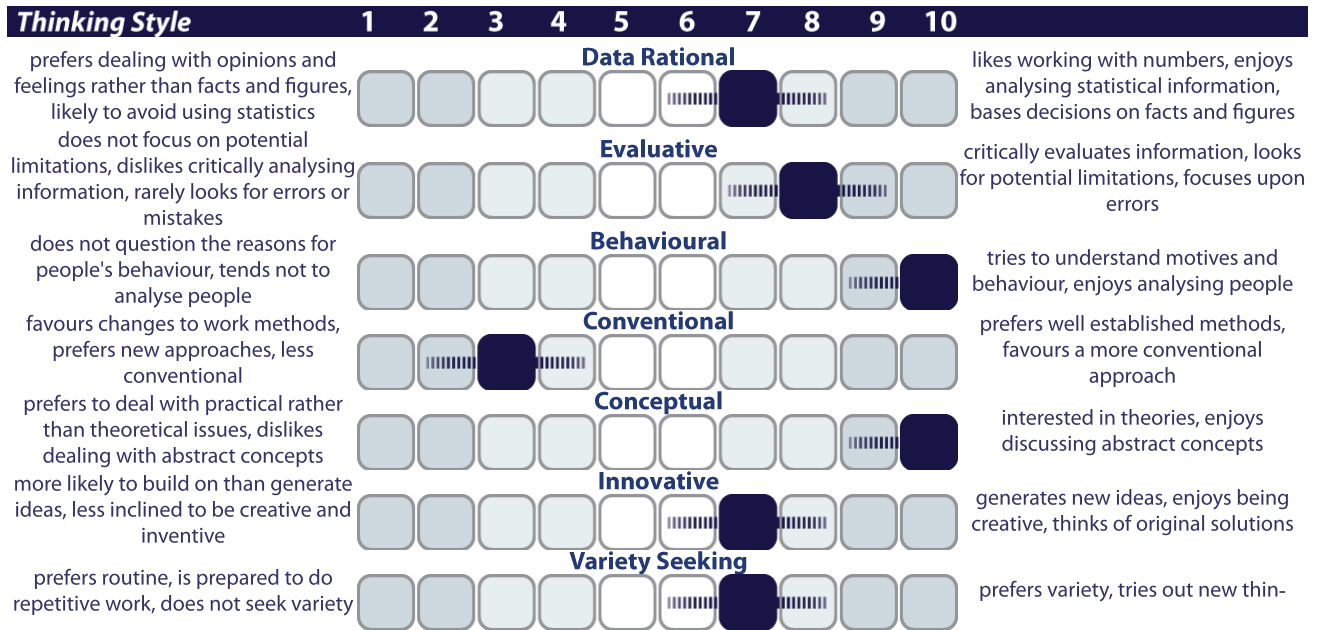 Thinking Style 1 2 3 4 5 6 7 8 9 10
Data Rational
prefers dealing with opinions and
feelings rather than facts and figures,
likely to avoid using statistics
likes working with numbers, enjoys
analysing statistical information,
bases decisions on facts and figures
Evaluative
does not focus on potential
limitations, dislikes critically analysing
information, rarely looks for errors or
mistakes
critically evaluates information, looks
for potential limitations, focuses upon
errors
Behavioural
does not question the reasons for
people's behaviour, tends not to
analyse people
tries to understand motives and
behaviour, enjoys analysing people
Conventional
favours changes to work methods,
prefers new approaches, less
conventional
prefers well established methods,
favours a more conventional
approach
Conceptual
prefers to deal with practical rather
than theoretical issues, dislikes
dealing with abstract concepts
interested in theories, enjoys
discussing abstract concepts
Innovative
more likely to build on than generate
ideas, less inclined to be creative and
inventive
generates new ideas, enjoys being
creative, thinks of original solutions
Variety Seeking
prefers routine, is prepared to do
repetitive work, does not seek variety
prefers variety, tries out new thin-